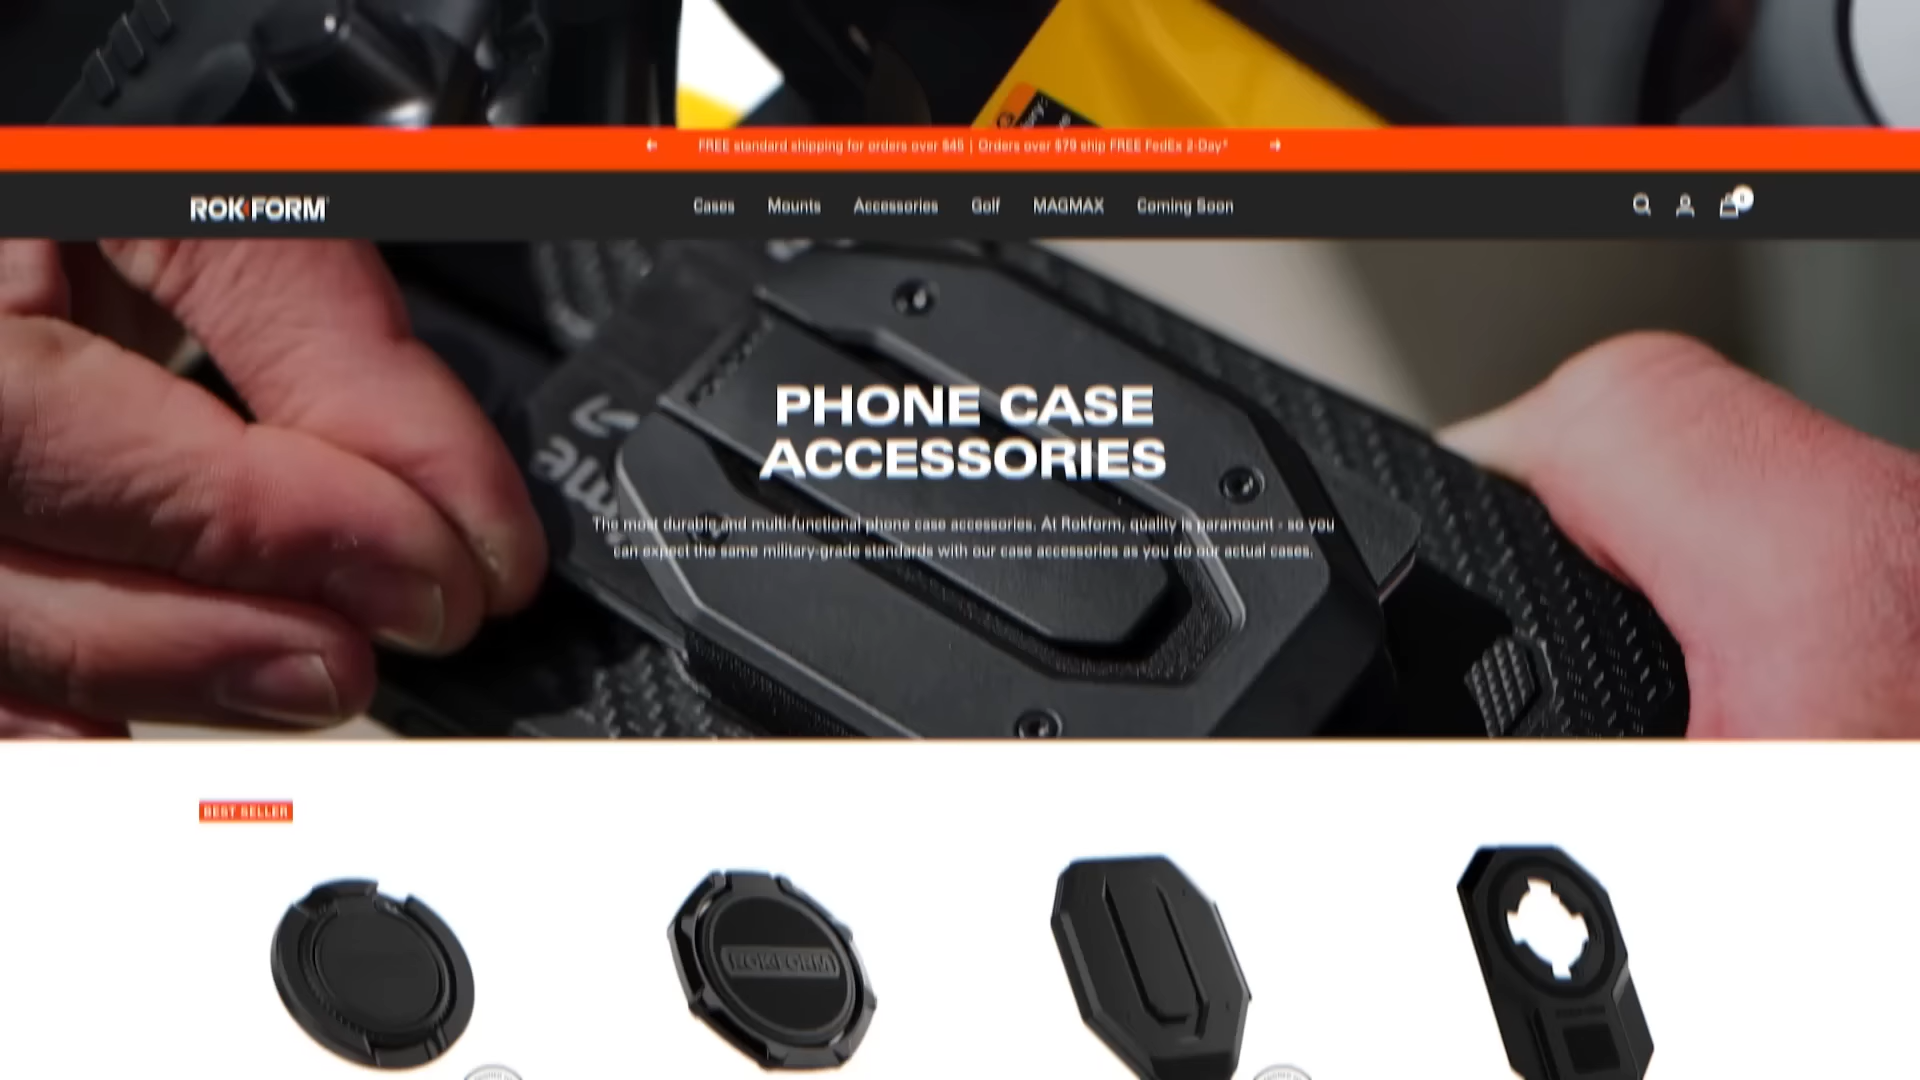 FREE standard shipping for orders over $45 | Orders over $79 ship FREE FedEx 2-Day*
ROKFORM
Cases Mounts Accessories Golf MAGMAX Coming Soon
PHONE CASE
ACCESSORIES
The most durable and multi-functional phone case accessories. At Rokform, quality is paramount - so you
can expect the same military-grade standards with our case accessories as you do our actual cases.
BEST SELLER
ROKFORM